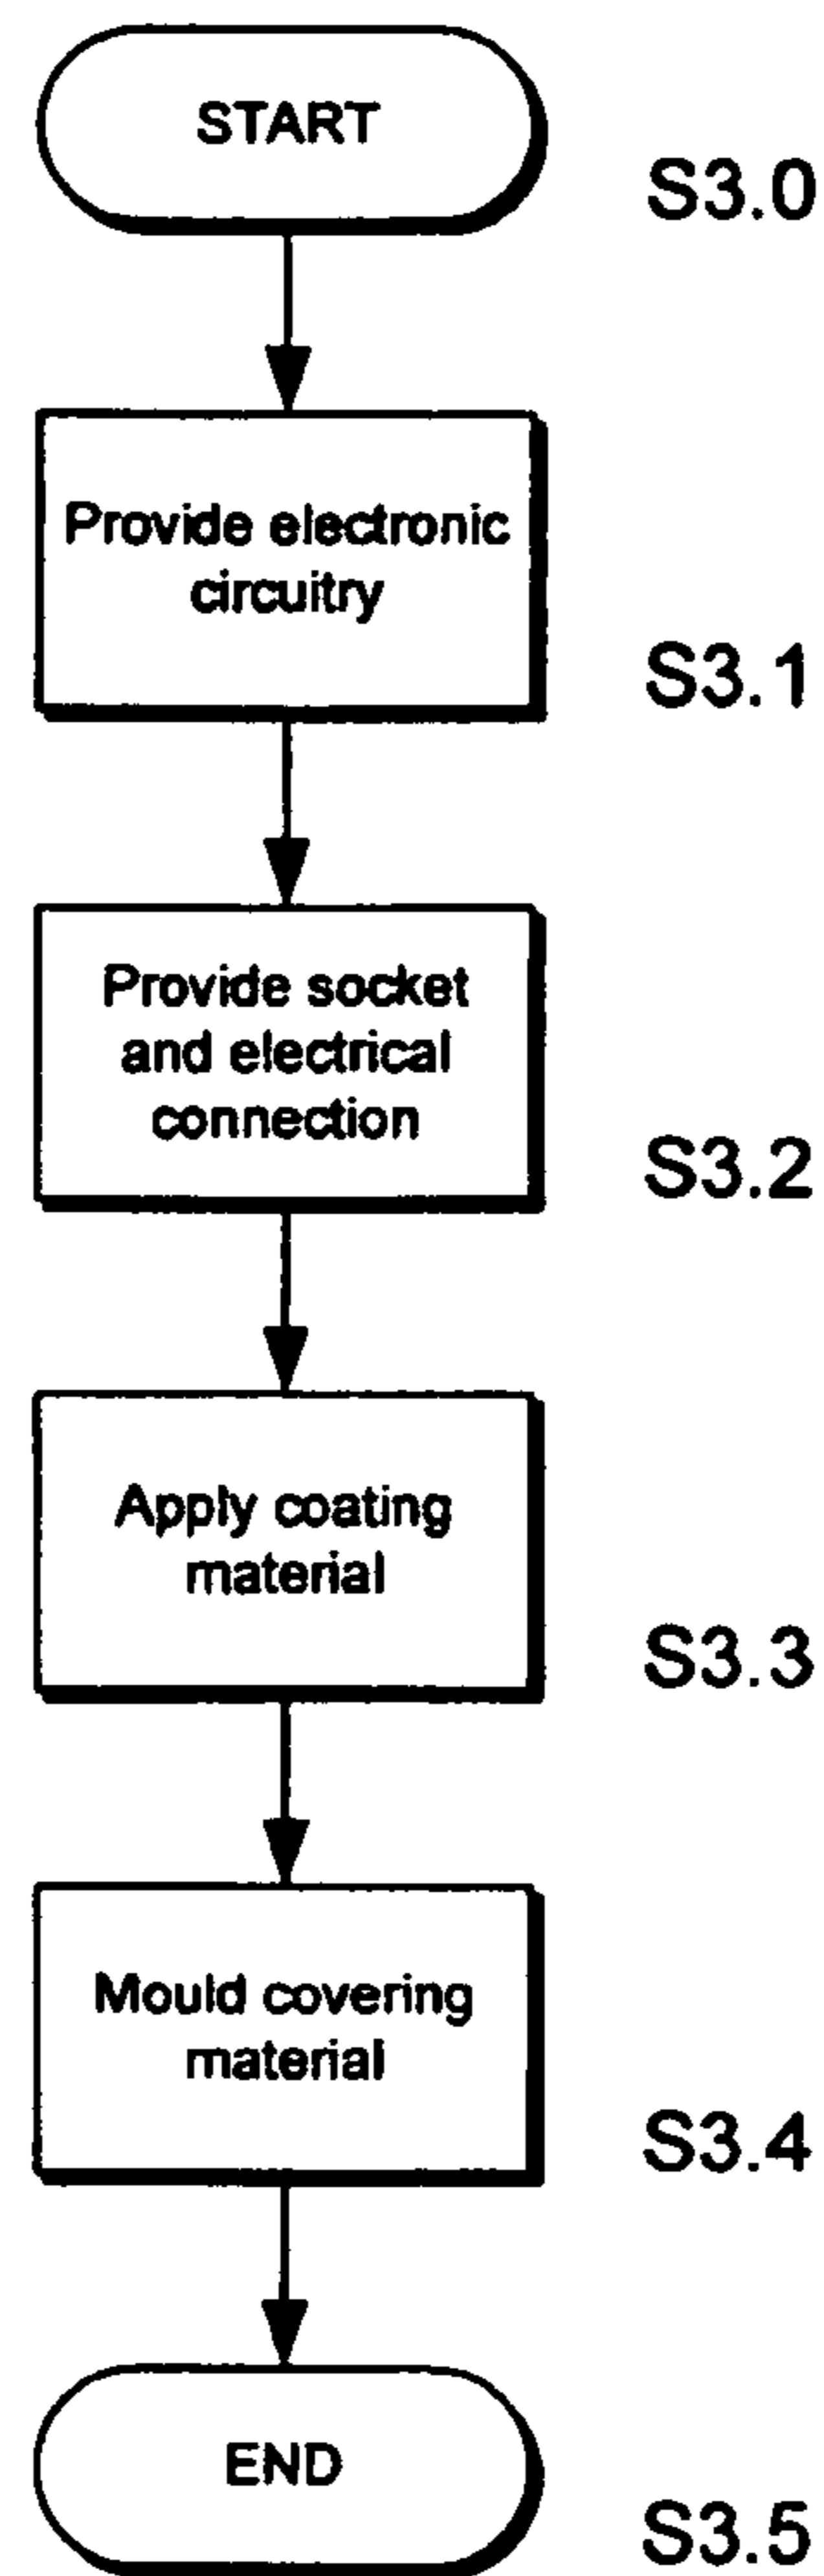 START
S3.0
Provide electronic
circuitry
S3.1
Provide socket
and electrical
connection
S3.2
Apply coating
material
S3.3
Mould covering
material
S3.4
END
S3.5